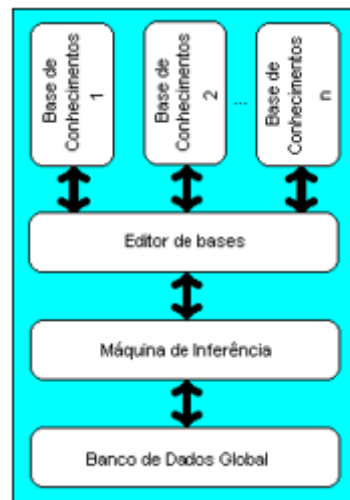 Base de
Conhecimentos
1
Base de
Conhecimentos
2
...
Base de
Conhecimentos
n
Editor de bases
Máquina de Inferência
Banco de Dados Global